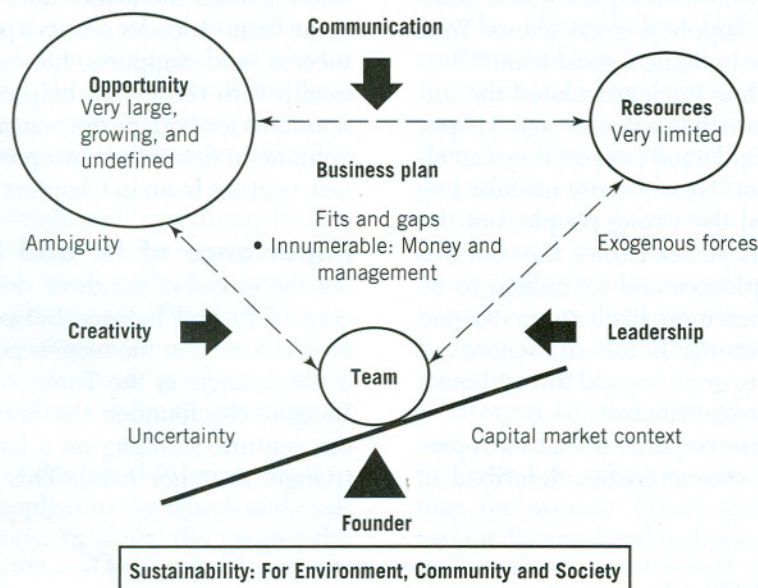 Communication
Opportunity
Very large,
growing, and
undefined
Resources
Very limited
Business plan
Fits and gaps
• Innumerable: Money and
management
Ambiguity
Exogenous forces
Creativity
Leadership
Team
Uncertainty
Capital market context
Founder
Sustainability: For Environment, Community and Society